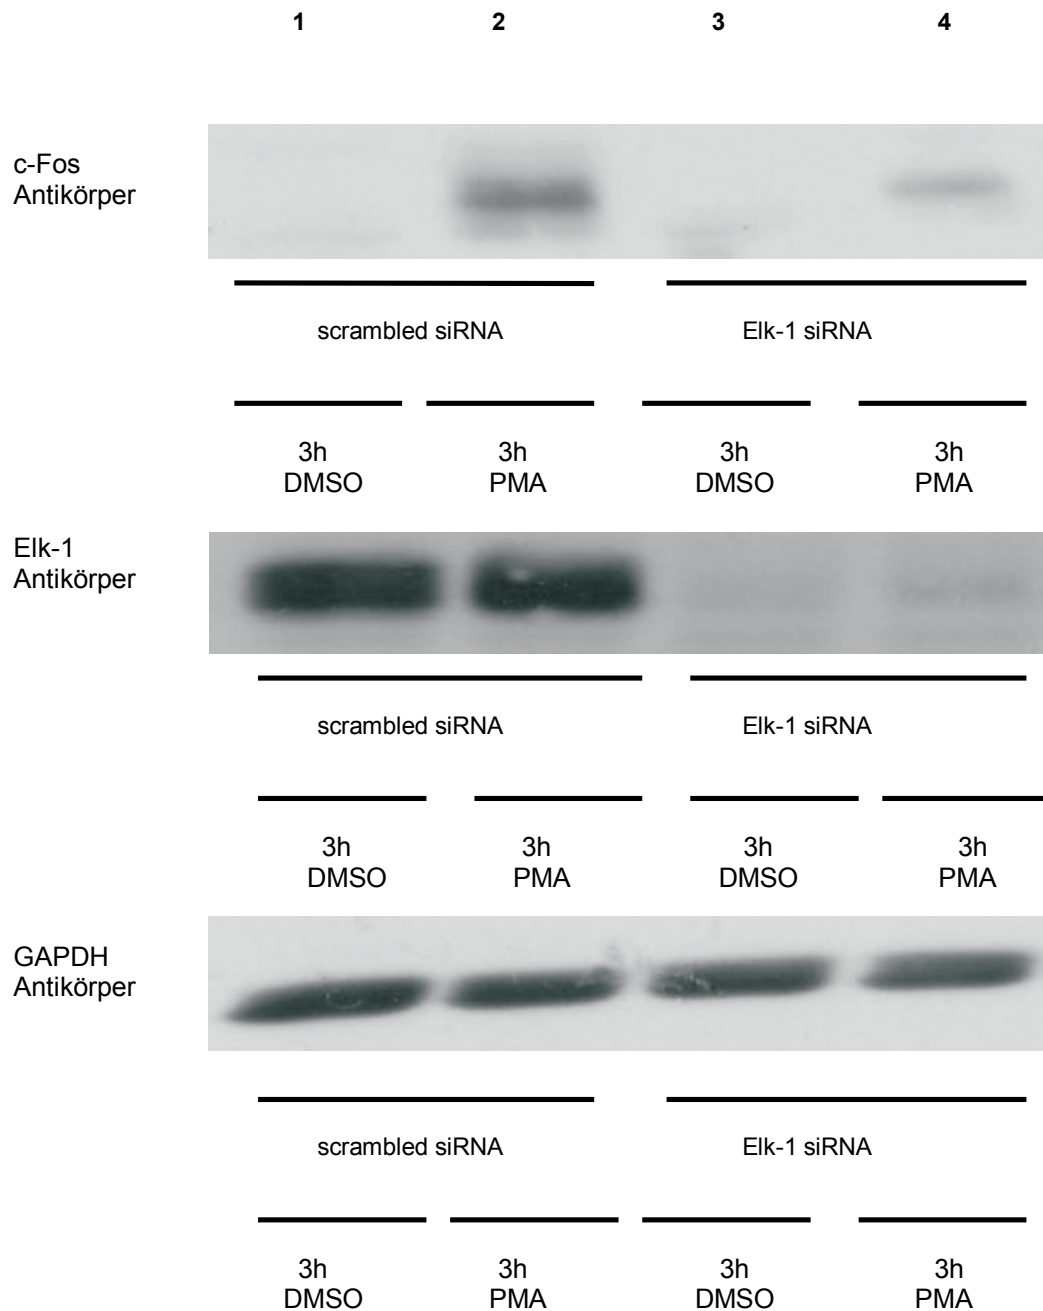 1 2 3 4
c-Fos
Antikörper
scrambled siRNA Elk-1 siRNA
3h 3h 3h 3h
DMSO PMA DMSO PMA
Elk-1
Antikörper
scrambled siRNA Elk-1 siRNA
3h 3h 3h 3h
DMSO PMA DMSO PMA
GAPDH
Antikörper
scrambled siRNA Elk-1 siRNA
3h 3h 3h 3h
DMSO PMA DMSO PMA